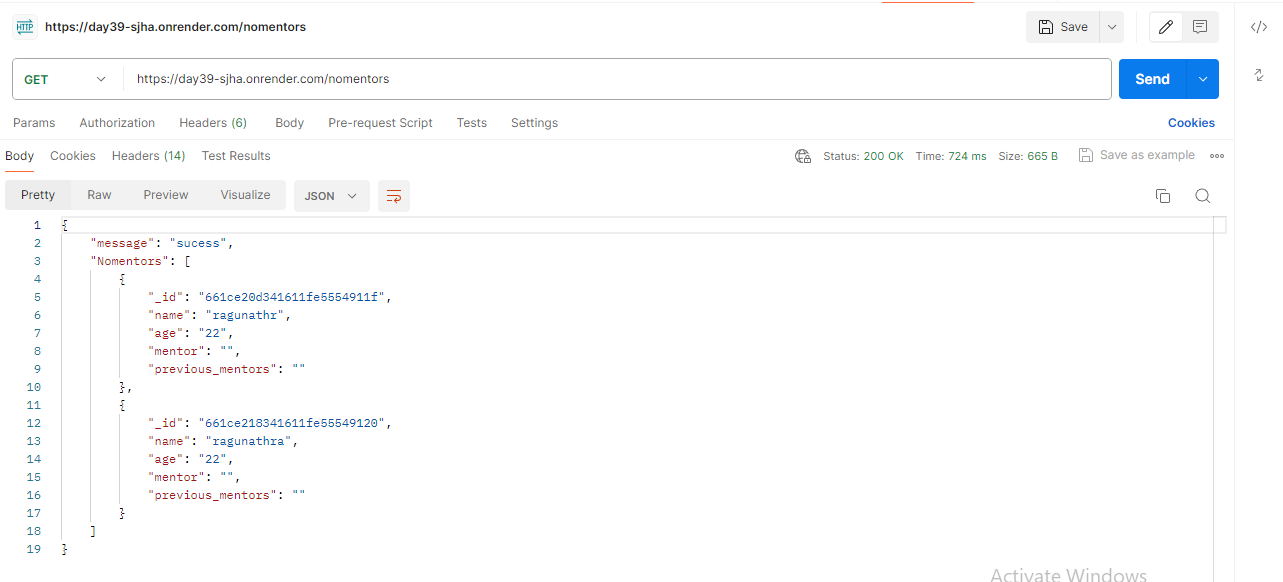 HTTP https://day39-sjha.onrender.com/nomentors Save
GET https://day39-sjha.onrender.com/nomentors Send
Params Authorization Headers (6) Body Pre-request Script Tests Settings Cookies
Body Cookies Headers (14) Test Results Status: 200 OK Time: 724 ms Size: 665 B Save as example
Pretty Raw Preview Visualize JSON
1 {
2 "message": "sucess",
3 "Nomentors": [
4 {
5 "_id": "661ce20d341611fe5554911f",
6 "name": "ragunathr",
7 "age": "22",
8 "mentor": "",
9 "previous_mentors": ""
10 },
11 {
12 "_id": "661ce218341611fe55549120",
13 "name": "ragunathra",
14 "age": "22",
15 "mentor": "",
16 "previous_mentors": ""
17 }
18 ]
19 }
Activate Windows